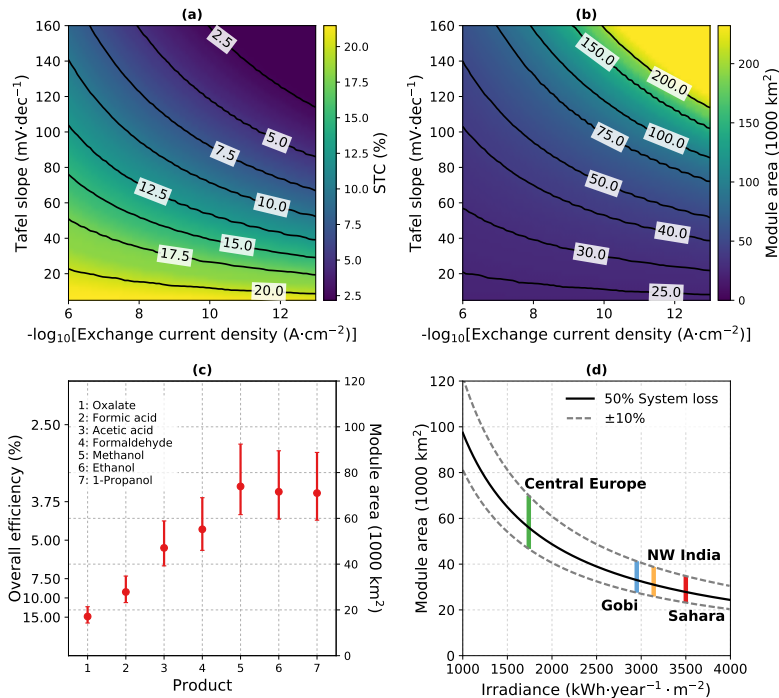 (a)
160
140
120
100
80
60
40
20
6
8
10
12
Tafel slope (mV·dec⁻¹)
-log₁₀[Exchange current density (A·cm⁻²)]
2.5
5.0
7.5
10.0
12.5
15.0
17.5
20.0
20.0
17.5
15.0
12.5
10.0
7.5
5.0
2.5
STC (%)
(b)
160
140
120
100
80
60
40
20
6
8
10
12
Tafel slope (mV·dec⁻¹)
-log₁₀[Exchange current density (A·cm⁻²)]
150.0
200.0
100.0
75.0
50.0
40.0
30.0
25.0
200
150
100
50
0
Module area (1000 km²)
(c)
1: Oxalate
2: Formic acid
3: Acetic acid
4: Formaldehyde
5: Methanol
6: Ethanol
7: 1-Propanol
2.50
3.75
5.00
7.50
10.00
15.00
Overall efficiency (%)
1
2
3
4
5
6
7
Product
120
100
80
60
40
20
0
Module area (1000 km²)
(d)
50% System loss
±10%
Central Europe
NW India
Gobi
Sahara
120
100
80
60
40
20
0
Module area (1000 km²)
1000 1500 2000 2500 3000 3500 4000
Irradiance (kWh·year⁻¹ · m⁻²)